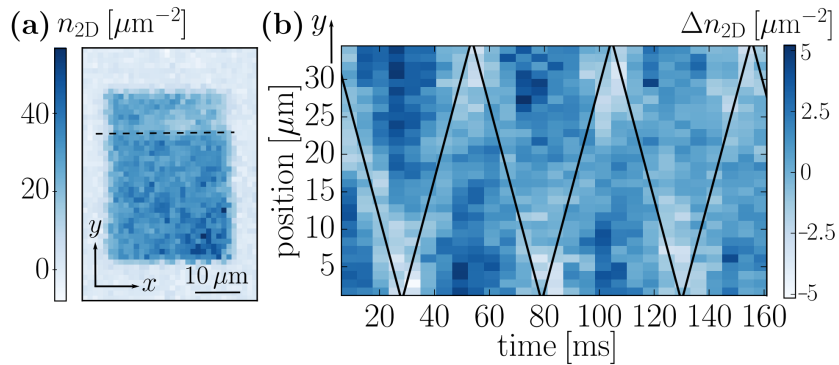 (a) n2D [μm−2]
40
20
0
y
x
10 μm
(b) y
Δn2D [μm−2]
position [μm]
30
25
20
15
10
5
20 40 60 80 100 120 140 160
time [ms]
5
2.5
0
−2.5
−5